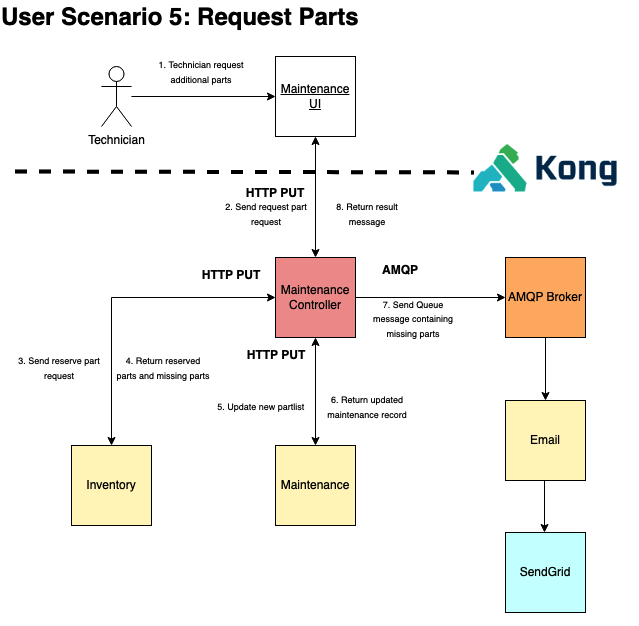 User Scenario 5: Request Parts
1. Technician request
additional parts
Maintenance
UI
Technician
Kong
HTTP PUT
2. Send request part
request
8. Return result
message
HTTP PUT
Maintenance
Controller
AMQP
7. Send Queue
message containing
missing parts
AMQP Broker
HTTP PUT
3. Send reserve part
request
4. Return reserved
parts and missing parts
5. Update new partlist
6. Return updated
maintenance record
Inventory
Maintenance
Email
SendGrid